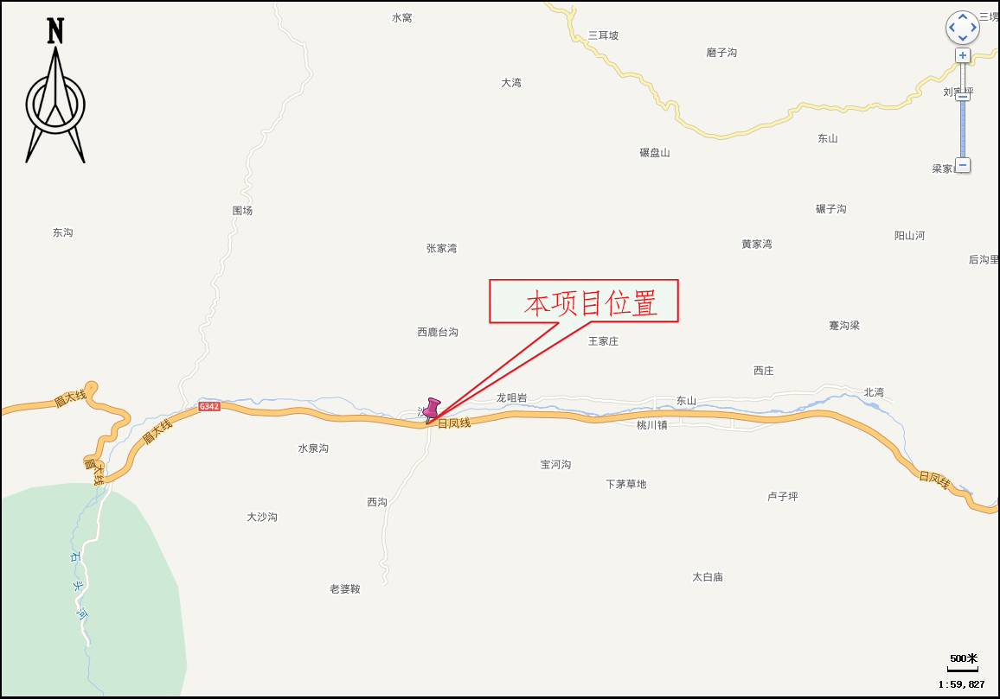 N
水窝
三耳坡
三塄
磨子沟
大湾
刘家坪
东山
碾盘山
梁家山
围场
碾子沟
东沟
阳山河
张家湾
黄家湾
后沟里
本项目位置
西鹿台沟
蹇沟梁
王家庄
西庄
眉太线
G342
龙咀岩
东山
北湾
沙
日凤线
桃川镇
眉太线
水泉沟
眉太线
宝河沟
日凤线
下茅草地
西沟
卢子坪
大沙沟
石头河
太白庙
老婆鞍
500米
1:59,827